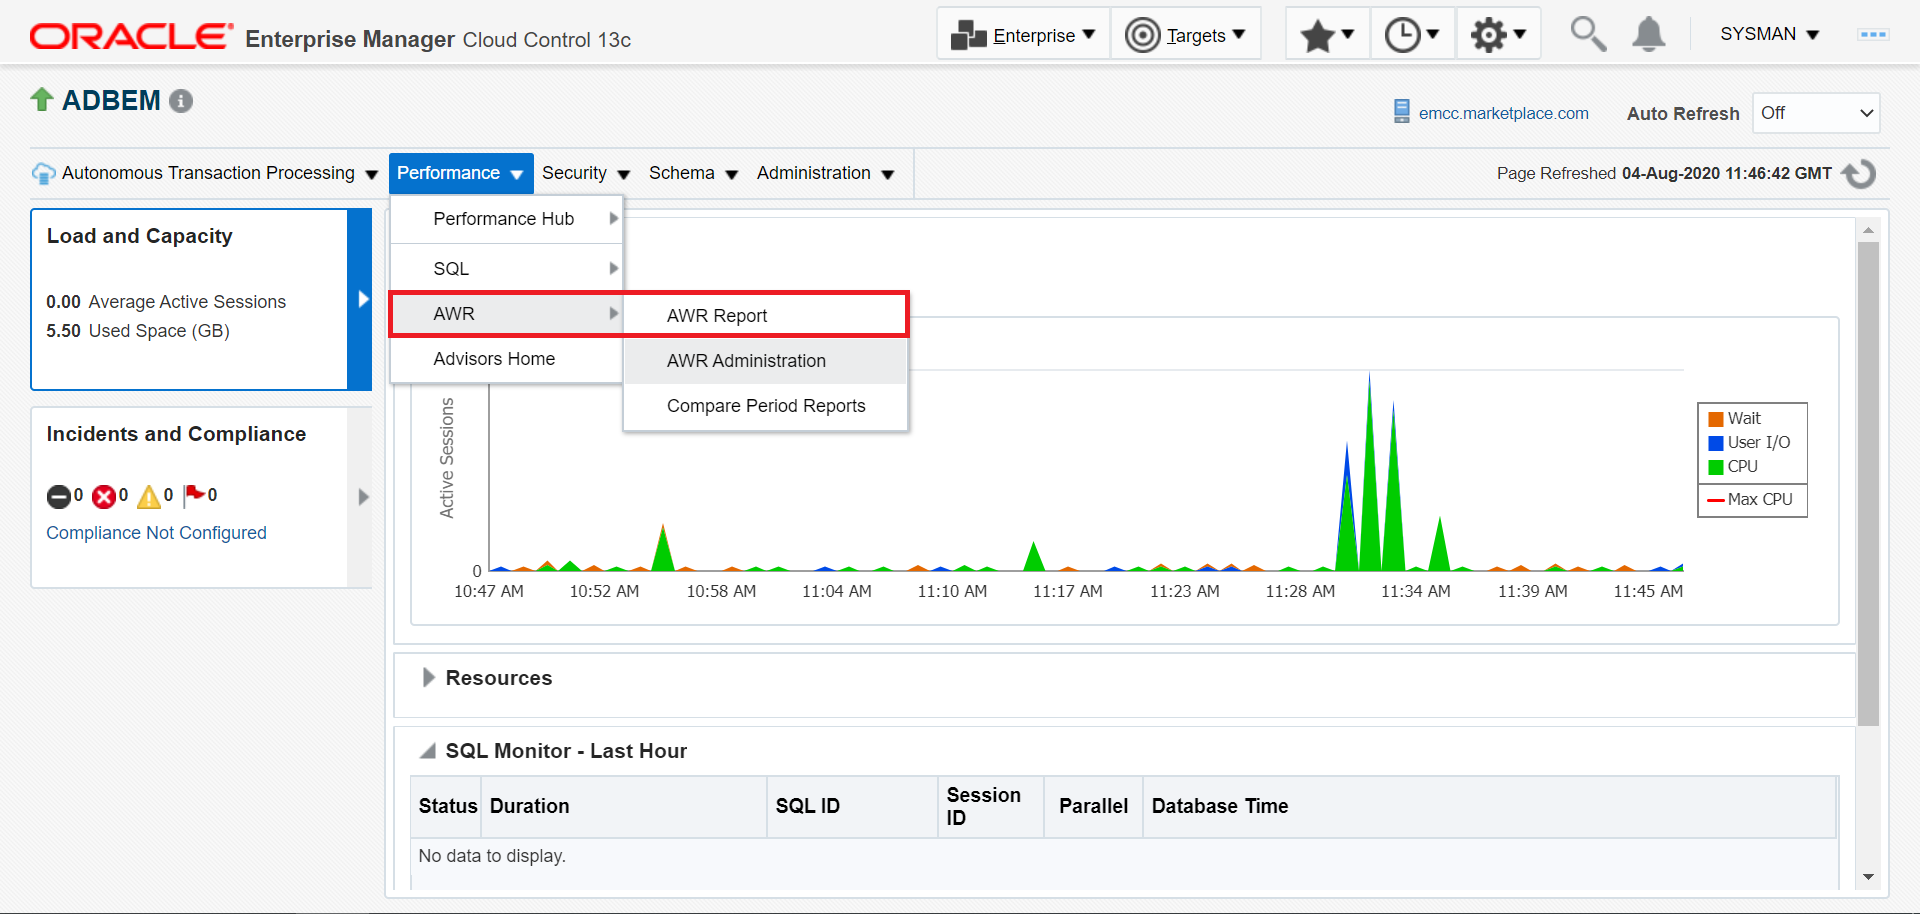 ORACLE Enterprise Manager Cloud Control 13c
Enterprise
Targets
SYSMAN
ADBEM
emcc.marketplace.com
Auto Refresh
Off
Autonomous Transaction Processing
Performance
Security
Schema
Administration
Page Refreshed 04-Aug-2020 11:46:42 GMT
Load and Capacity
0.00 Average Active Sessions
5.50 Used Space (GB)
Incidents and Compliance
0 0 0 0
Compliance Not Configured
Performance Hub
SQL
AWR
Advisors Home
AWR Report
AWR Administration
Compare Period Reports
Active Sessions
0
10:47 AM 10:52 AM 10:58 AM 11:04 AM 11:10 AM 11:17 AM 11:23 AM 11:28 AM 11:34 AM 11:39 AM 11:45 AM
Wait
User I/O
CPU
Max CPU
Resources
SQL Monitor - Last Hour
Status Duration SQL ID Session ID Parallel Database Time
No data to display.